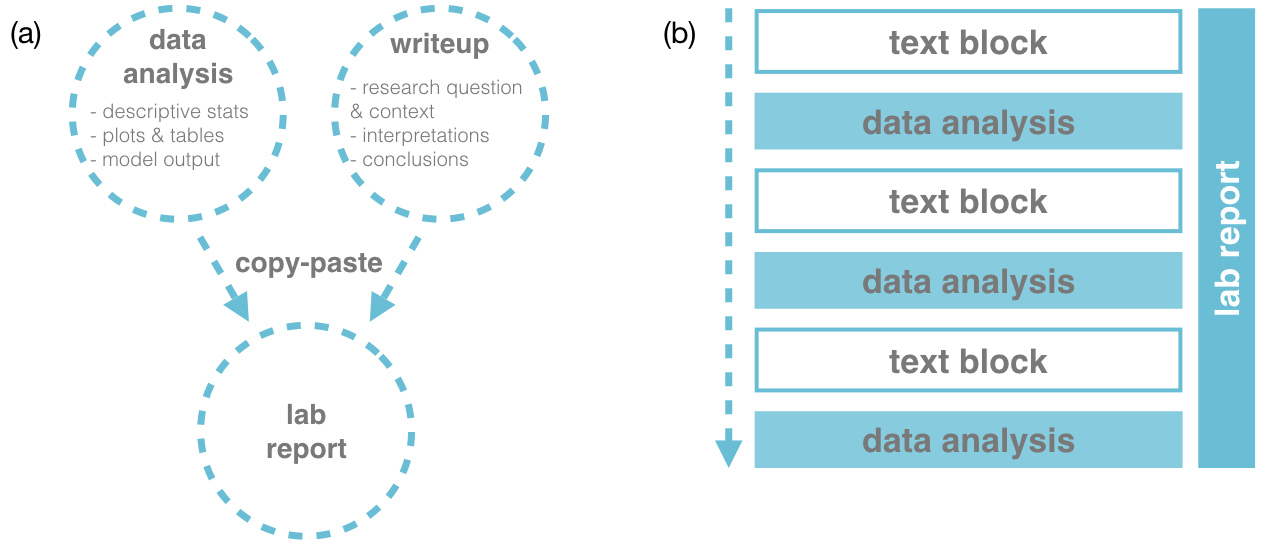 (a)
data
analysis
- descriptive stats
- plots & tables
- model output
writeup
- research question
& context
- interpretations
- conclusions
copy-paste
lab
report
(b)
text block
data analysis
text block
data analysis
text block
data analysis
lab report